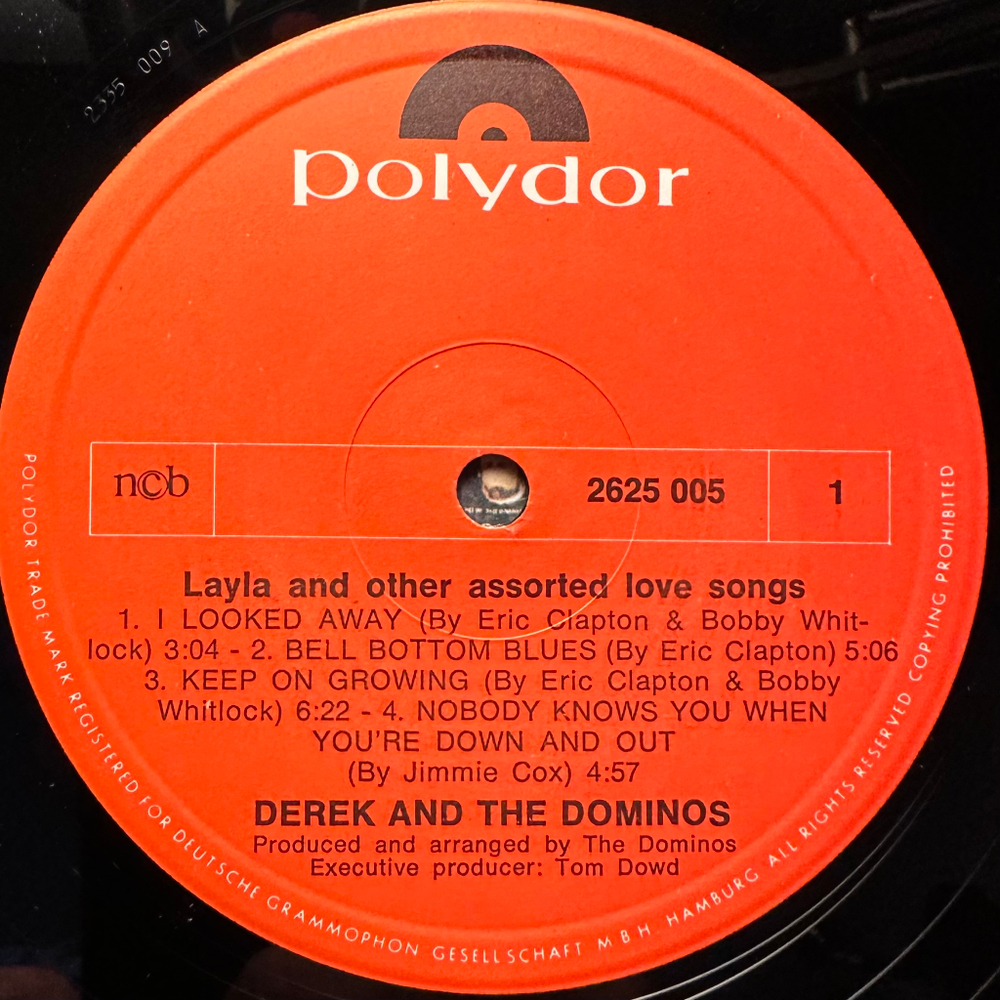 2335 009 A
polydor
ncb
2625 005
1
Layla and other assorted love songs
1. I LOOKED AWAY (By Eric Clapton & Bobby Whit-
lock) 3:04 - 2. BELL BOTTOM BLUES (By Eric Clapton) 5:06
3. KEEP ON GROWING (By Eric Clapton & Bobby
Whitlock) 6:22 - 4. NOBODY KNOWS YOU WHEN
YOU'RE DOWN AND OUT
(By Jimmie Cox) 4:57
DEREK AND THE DOMINOS
Produced and arranged by The Dominos
Executive producer: Tom Dowd
POLYDOR TRADE MARK REGISTERED FOR DEUTSCHE GRAMMOPHON GESELLSCHAFT M B H HAMBURG ALL RIGHTS RESERVED COPYING PROHIBITED